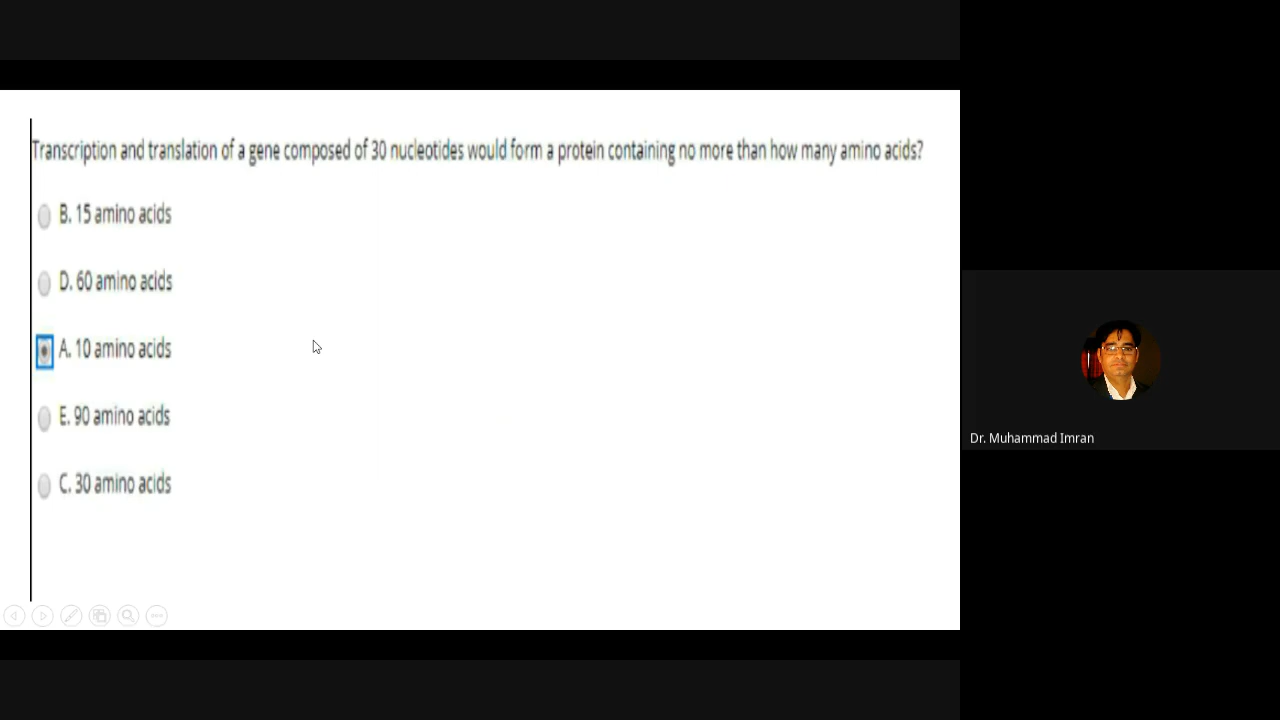 Transcription and translation of a gene composed of 30 nucleotides would form a protein containing no more than how many amino acids?
B. 15 amino acids
D. 60 amino acids
A. 10 amino acids
E. 90 amino acids
C. 30 amino acids
Dr. Muhammad Imran